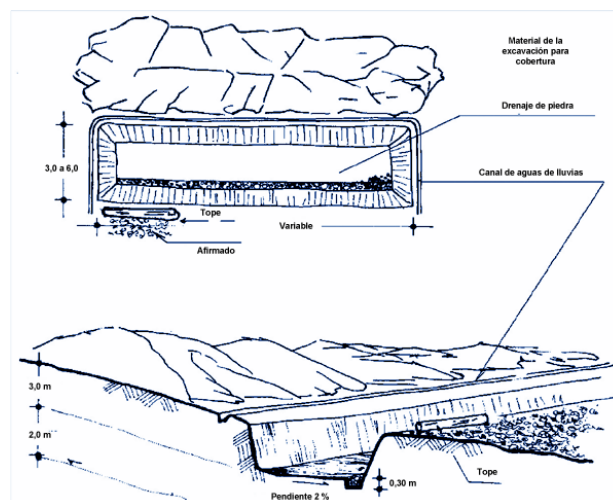 Material de la
excavación para
cobertura
Drenaje de piedra
3,0 a 6,0
Canal de aguas de lluvias
Tope
Variable
Afirmado
3,0 m
2,0 m
Tope
0,30 m
Pendiente 2 %